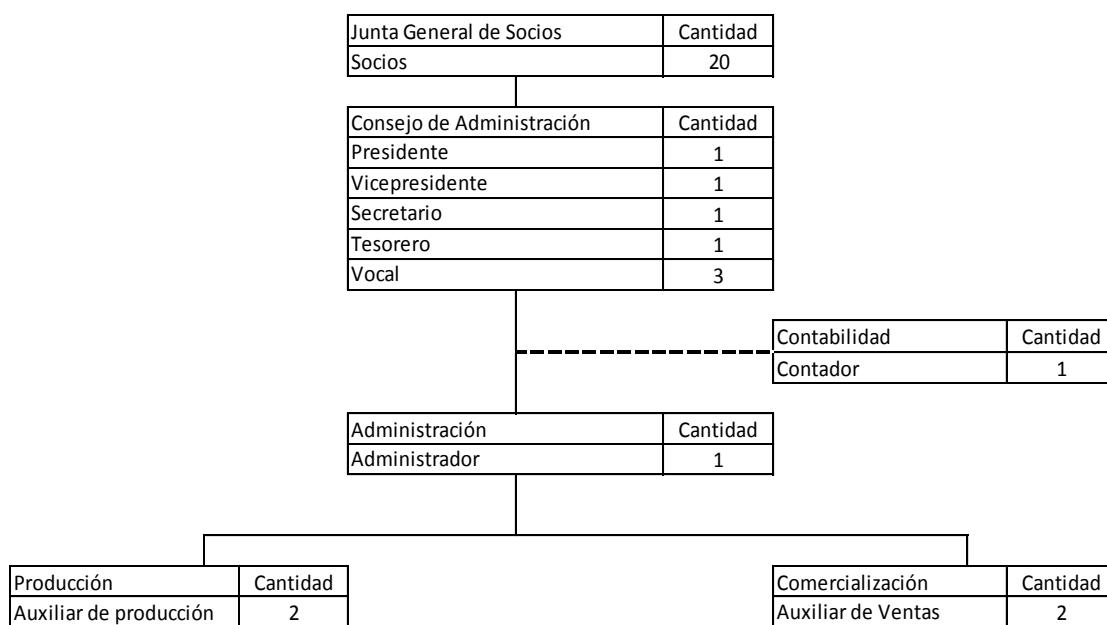 Junta General de Socios Cantidad
Socios 20
Consejo de Administración Cantidad
Presidente 1
Vicepresidente 1
Secretario 1
Tesorero 1
Vocal 3
Contabilidad Cantidad
Contador 1
Administración Cantidad
Administrador 1
Producción Cantidad
Auxiliar de producción 2
Comercialización Cantidad
Auxiliar de Ventas 2